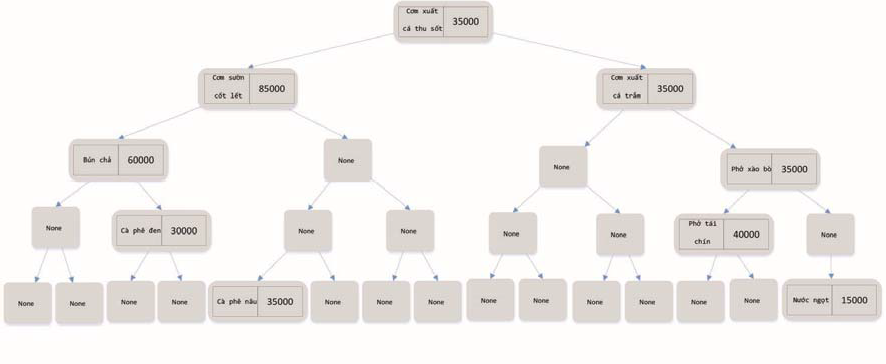 Cơm xuất
cá thu sốt
35000
Cơm sườn
cốt lết
85000
Cơm xuất
cá trắm
35000
Bún chả
60000
None
None
Phở xào bò
35000
None
Cà phê đen
30000
None
None
None
None
Phở tái
chín
40000
None
None
None
None
None
Cà phê nâu
35000
None
None
None
None
None
None
None
None
None
Nước ngọt
15000